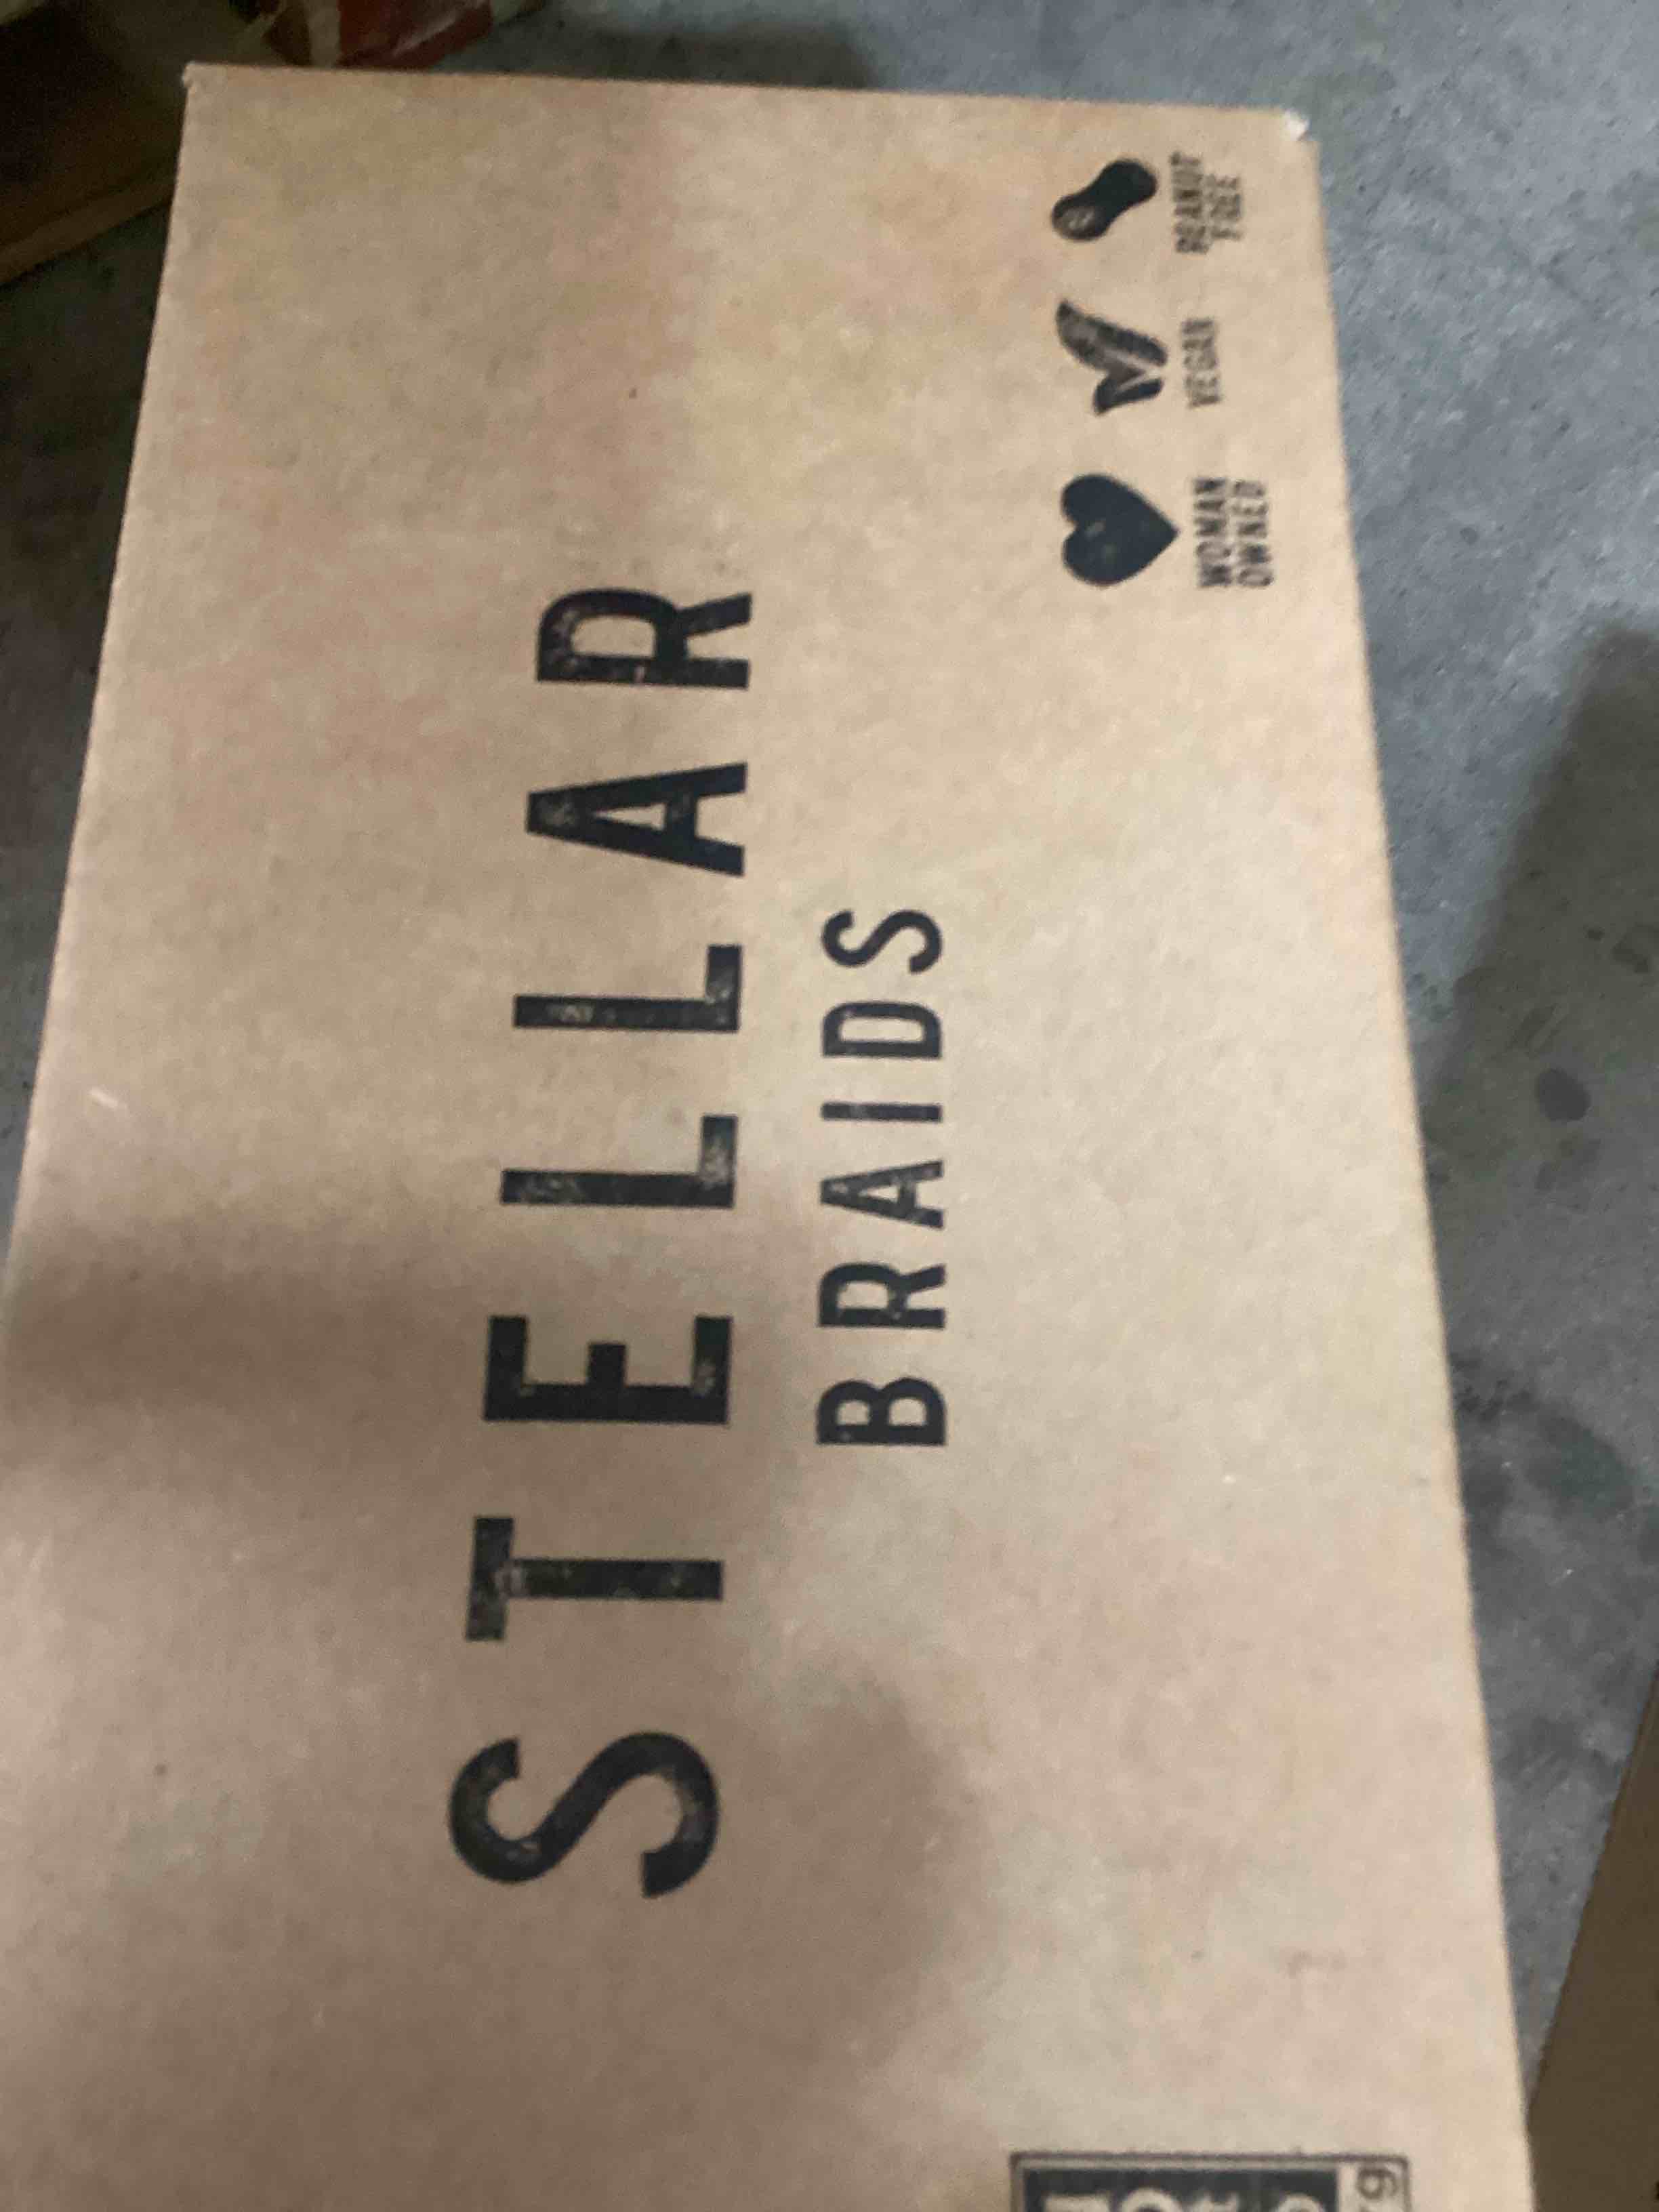 STELLAR
BRAIDS
WOMAN
OWNED
VEGAN
PEANUT
FREE